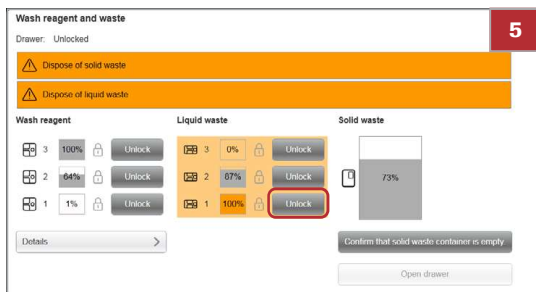 Wash reagent and waste
5
Drawer: Unlocked
Dispose of solid waste
Dispose of liquid waste
Wash reagent
Liquid waste
Solid waste
3 100% Unlock
3 0% Unlock
2 64% Unlock
2 67% Unlock
73%
1 1% Unlock
1 100% Unlock
Details
Confirm that solid waste container is empty
Open drawer